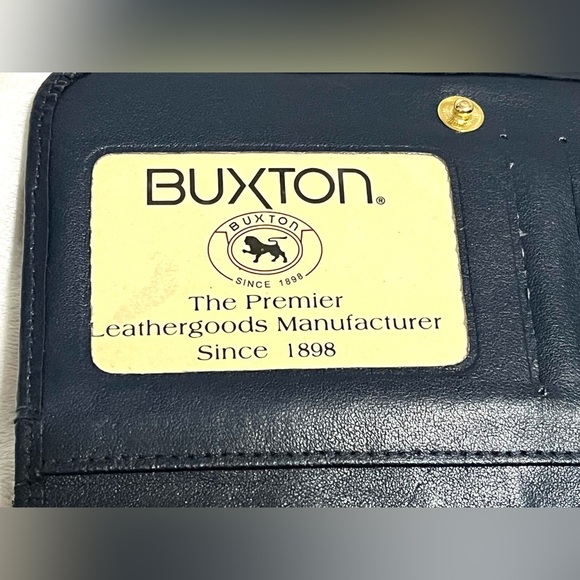 BUXTON®
BUXTON
SINCE 1898
The Premier
Leathergoods Manufacturer
Since 1898